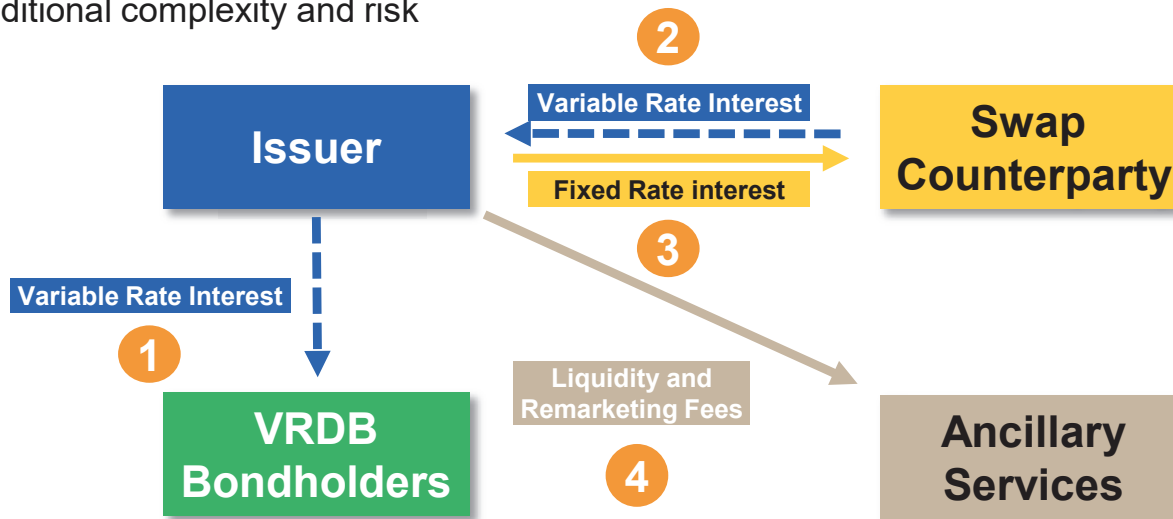 complexity and risk
2
Variable Rate Interest
Issuer
Swap
Counterparty
Fixed Rate interest
3
Variable Rate Interest
1
Liquidity and
Remarketing Fees
VRDB
Bondholders
4
Ancillary
Services